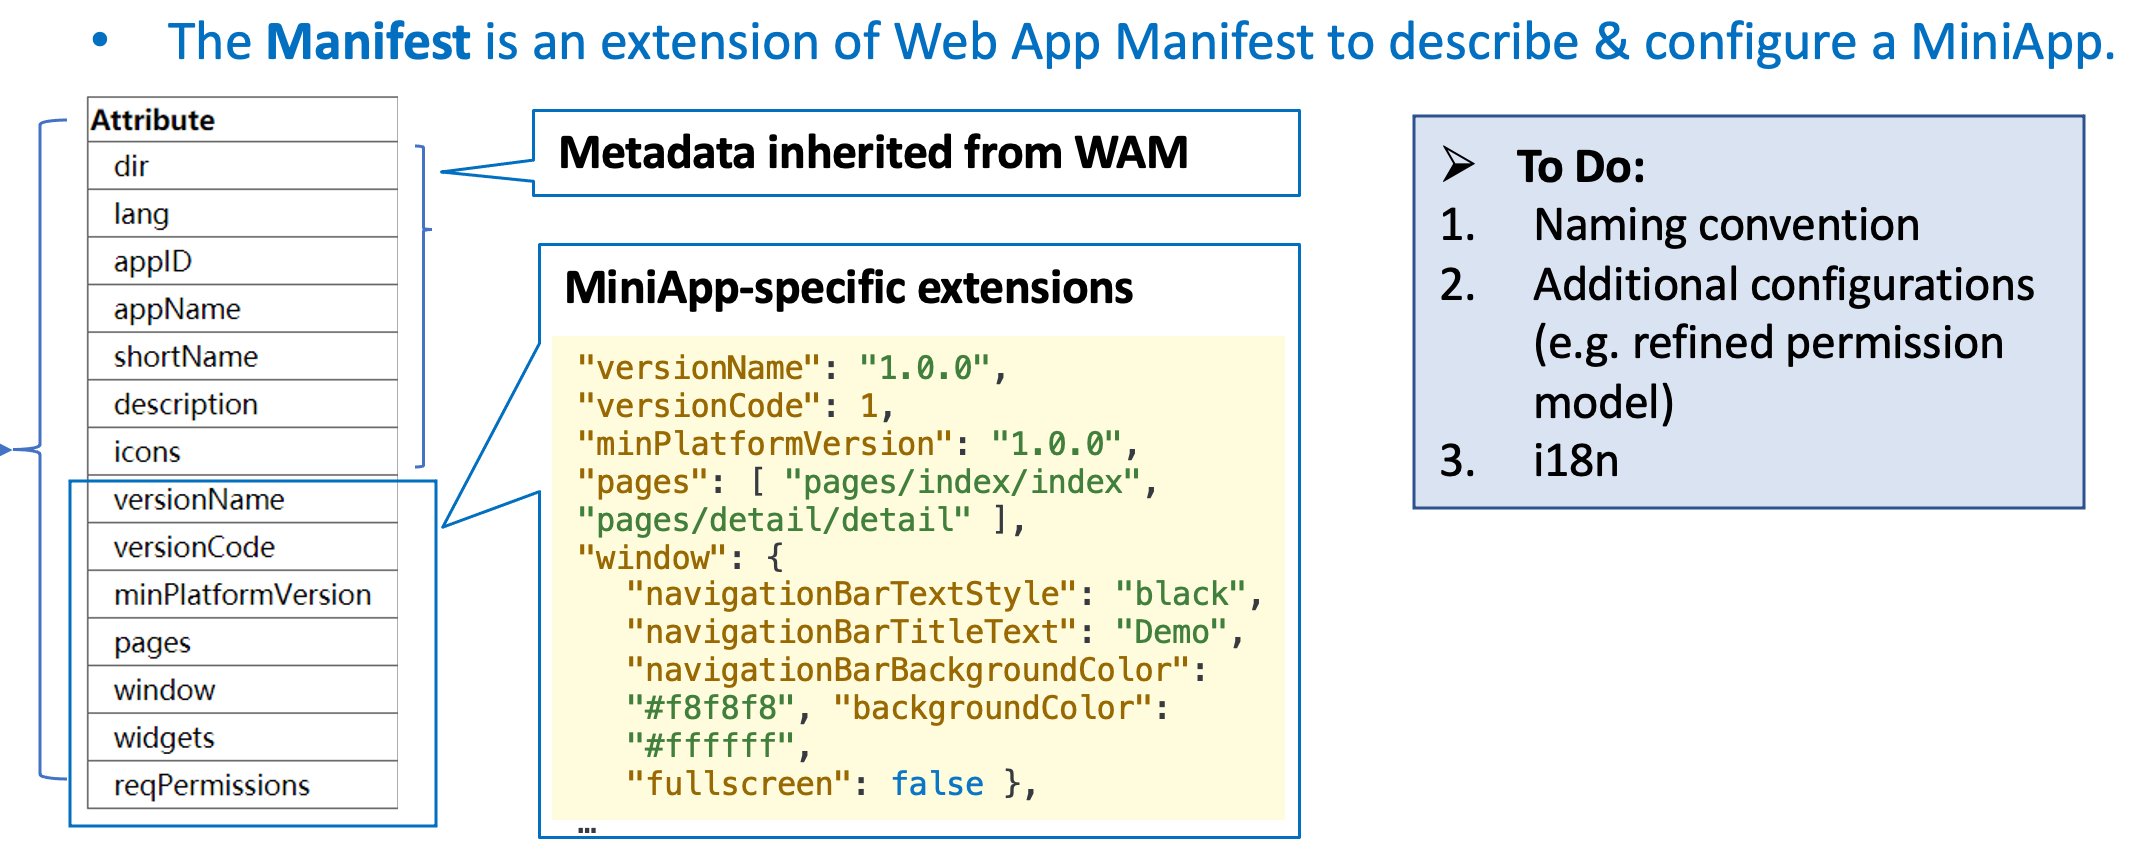 • The Manifest is an extension of Web App Manifest to describe & configure a MiniApp.
Attribute
dir
lang
appID
appName
shortName
description
icons
versionName
versionCode
minPlatformVersion
pages
window
widgets
reqPermissions
Metadata inherited from WAM
MiniApp-specific extensions
"versionName": "1.0.0",
"versionCode": 1,
"minPlatformVersion": "1.0.0",
"pages": [ "pages/index/index",
"pages/detail/detail" ],
"window": {
"navigationBarTextStyle": "black",
"navigationBarTitleText": "Demo",
"navigationBarBackgroundColor":
"#f8f8f8", "backgroundColor":
"#ffffff",
"fullscreen": false },
…
➢ To Do:
1. Naming convention
2. Additional configurations
(e.g. refined permission
model)
3. i18n